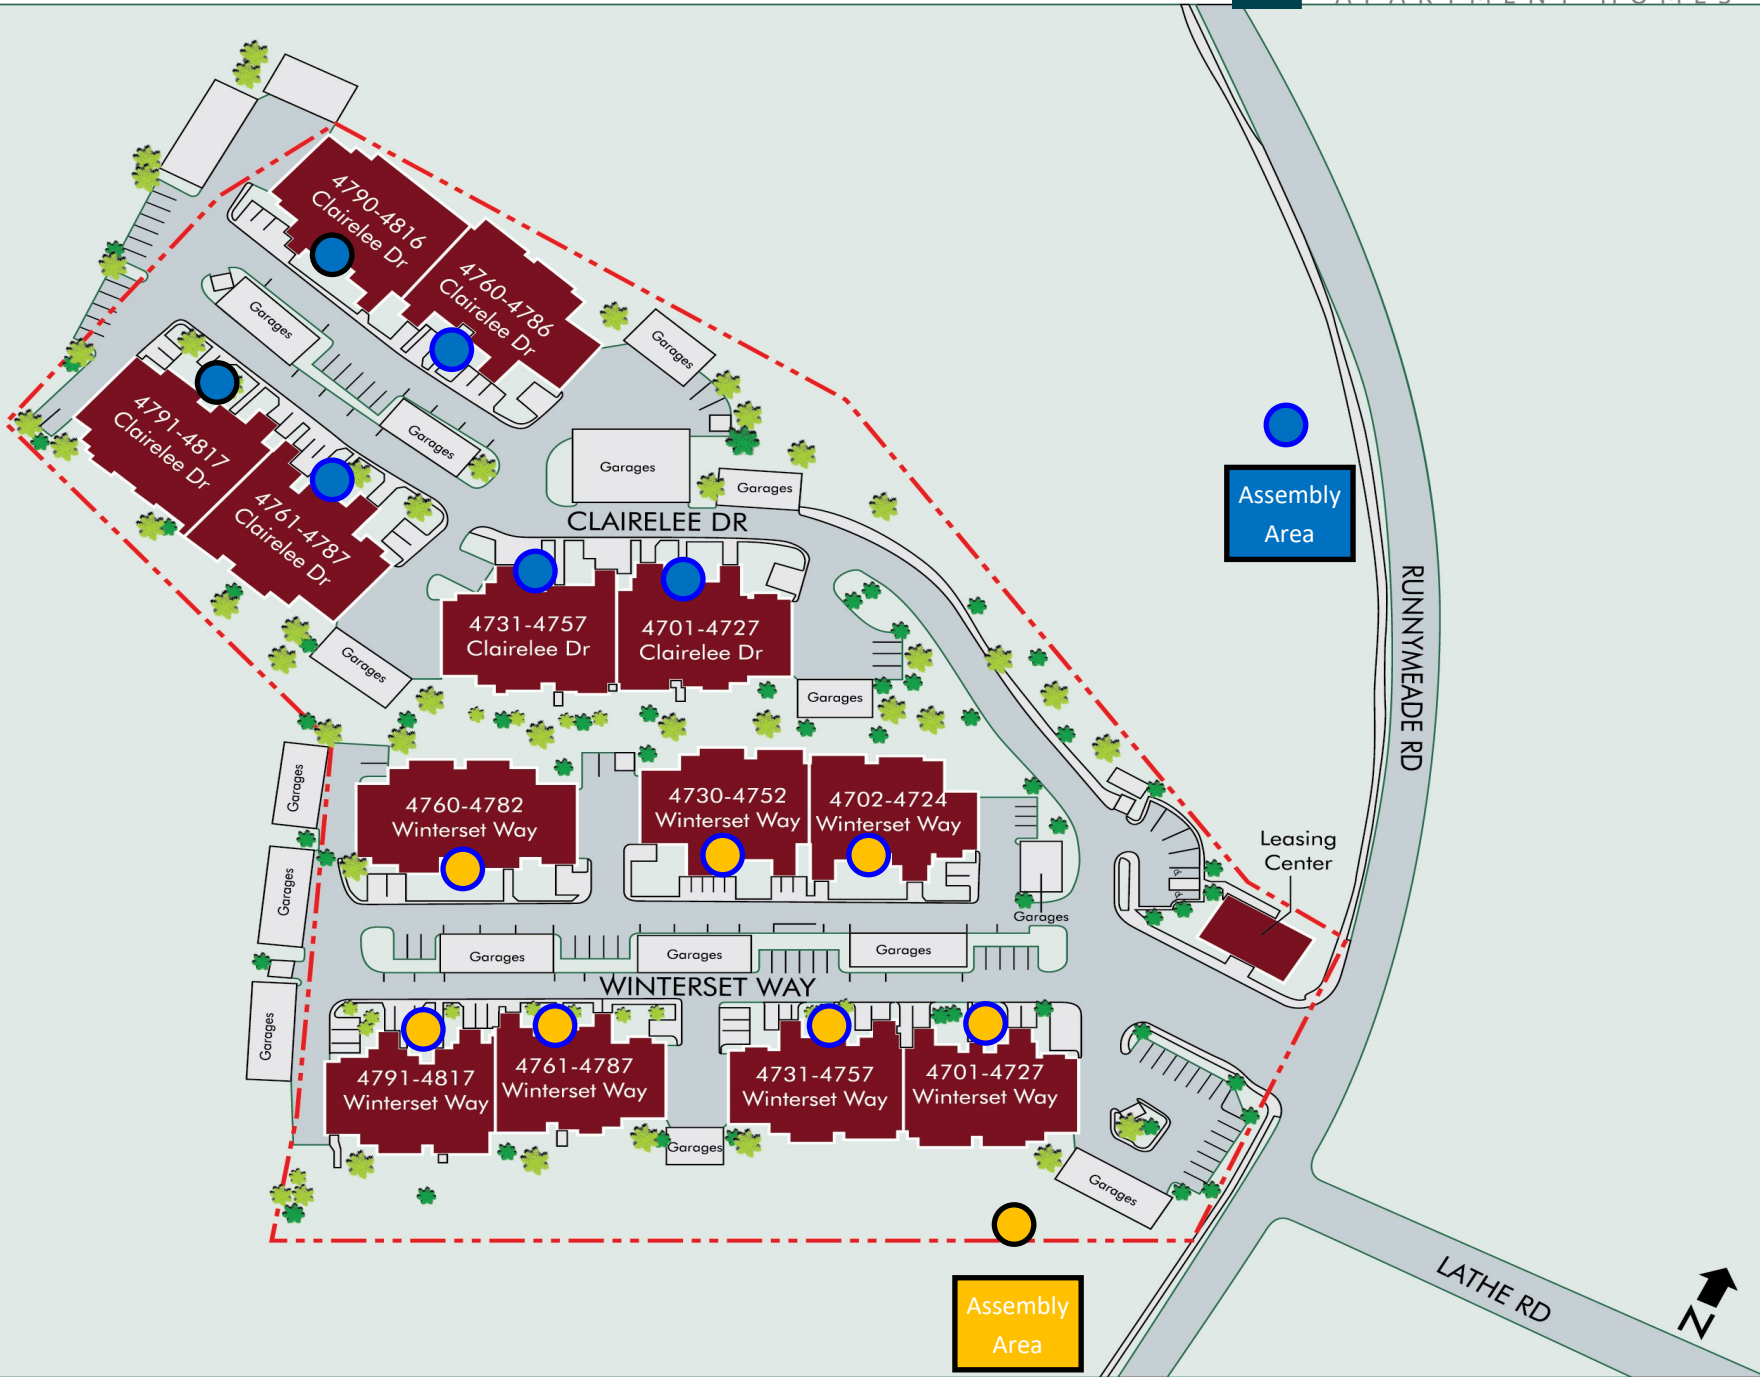 APARTMENT HOMES
4790-4816
Clairelee Dr
4760-4786
Clairelee Dr
Garages
Garages
Garages
4791-4817
Clairelee Dr
Garages
Garages
4761-4787
Clairelee Dr
CLAIRELEE DR
Assembly
Area
RUNNYMEADE RD
4731-4757
Clairelee Dr
4701-4727
Clairelee Dr
Garages
Garages
Garages
4760-4782
Winterset Way
4730-4752
Winterset Way
4702-4724
Winterset Way
Leasing
Center
Garages
Garages
Garages
Garages
Garages
WINTERSET WAY
Garages
4791-4817
Winterset Way
4761-4787
Winterset Way
4731-4757
Winterset Way
4701-4727
Winterset Way
Garages
Garages
Assembly
Area
LATHE RD
N